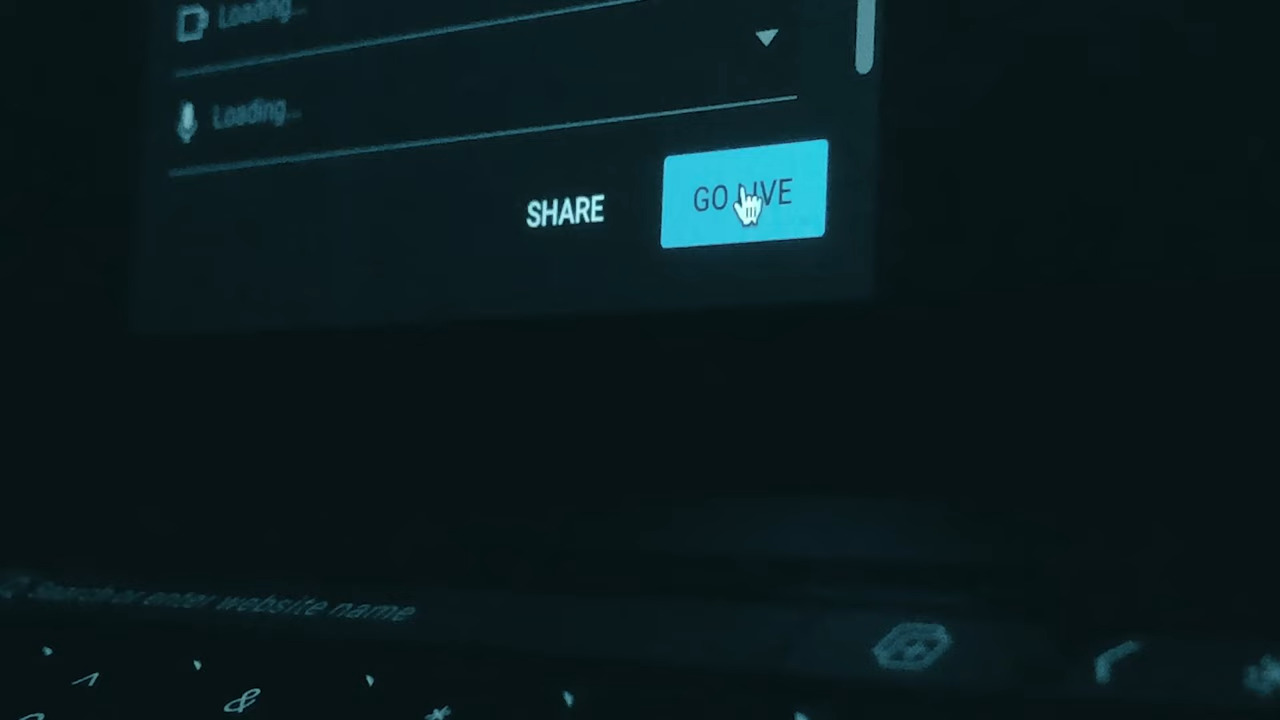 Loading...
Loading...
SHARE
GO LIVE
Search or enter website name
^
& *